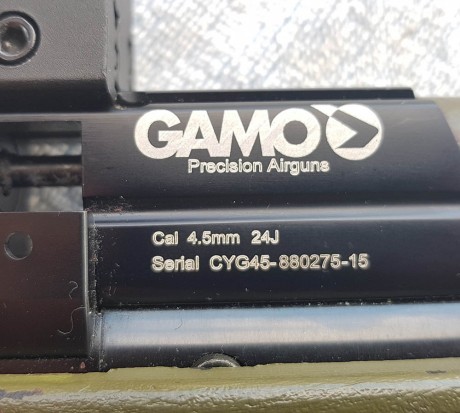 GAMO
Precision Airguns
Cal 4.5mm 24J
Serial CYG45-880275-15